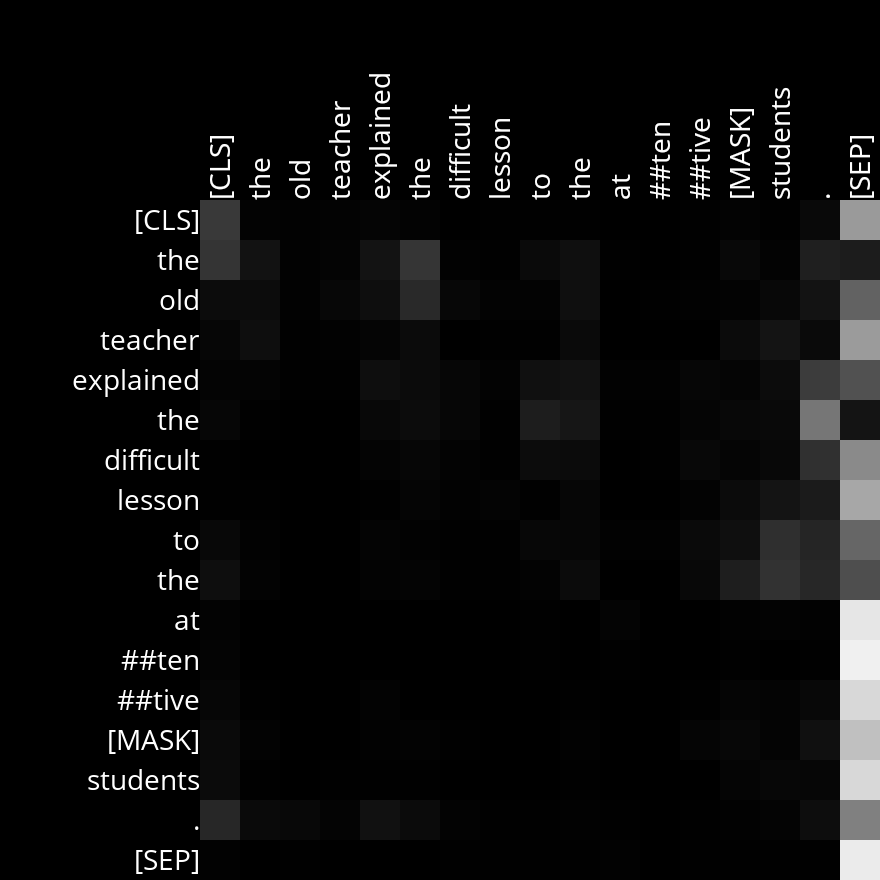 [CLS] the old teacher explained the difficult lesson to the at ##ten ##tive [MASK] students . [SEP]
[CLS]
the
old
teacher
explained
the
difficult
lesson
to
the
at
##ten
##tive
[MASK]
students
.
[SEP]